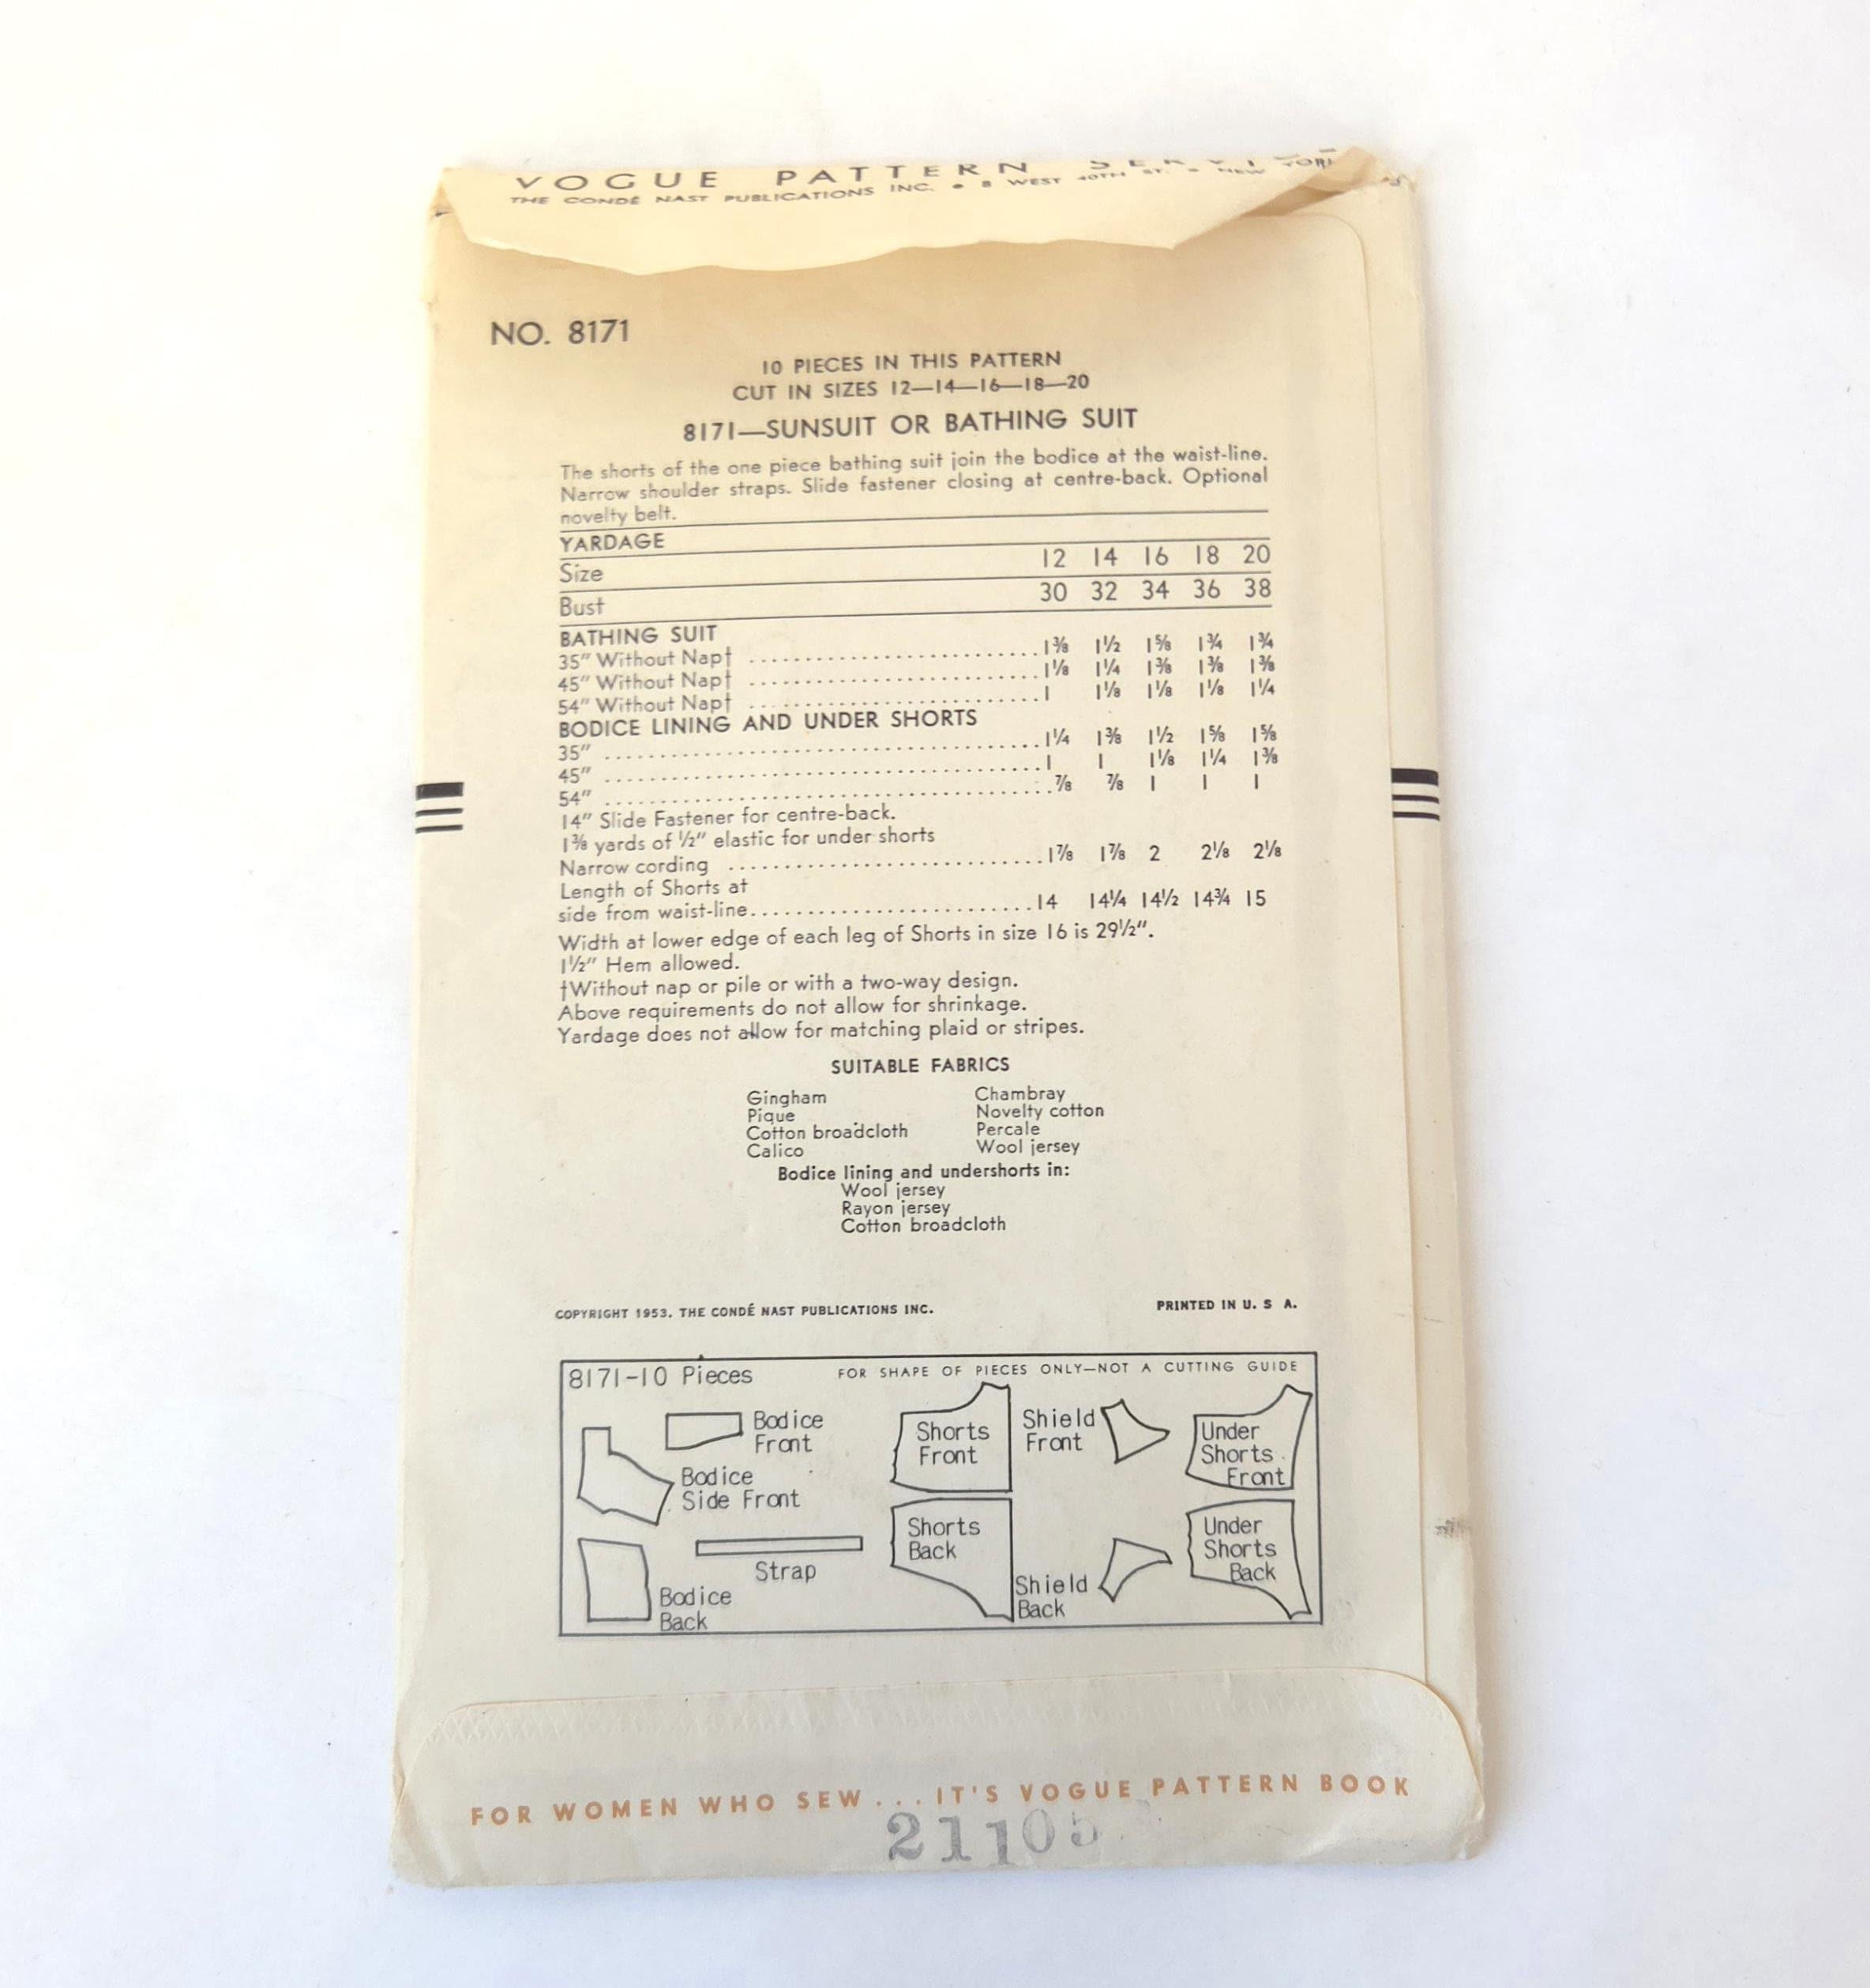 VOGUE PATTERN SERVICE
THE CONDÉ NAST PUBLICATIONS INC. • 8 WEST 40TH ST. • NEW YORK
NO. 8171
10 PIECES IN THIS PATTERN
CUT IN SIZES 12—14—16—18—20
8171—SUNSUIT OR BATHING SUIT
The shorts of the one piece bathing suit join the bodice at the waist-line.
Narrow shoulder straps. Slide fastener closing at centre-back. Optional
novelty belt.
YARDAGE
Size 12 14 16 18 20
Bust 30 32 34 36 38
BATHING SUIT
35" Without Nap† 1⅜ 1½ 1⅝ 1¾ 1¾
45" Without Nap† 1⅛ 1¼ 1⅜ 1⅜ 1⅜
54" Without Nap† 1 1⅛ 1⅛ 1⅛ 1¼
BODICE LINING AND UNDER SHORTS
35" 1¼ 1⅜ 1½ 1⅝ 1⅝
45" 1 1 1⅛ 1¼ 1⅜
54" ⅞ ⅞ 1 1 1
14" Slide Fastener for centre-back.
1⅜ yards of ½" elastic for under shorts
Narrow cording 1⅞ 1⅞ 2 2⅛ 2⅛
Length of Shorts at
side from waist-line 14 14¼ 14½ 14¾ 15
Width at lower edge of each leg of Shorts in size 16 is 29½".
1½" Hem allowed.
†Without nap or pile or with a two-way design.
Above requirements do not allow for shrinkage.
Yardage does not allow for matching plaid or stripes.
SUITABLE FABRICS
Gingham Chambray
Pique Novelty cotton
Cotton broadcloth Percale
Calico Wool jersey
Bodice lining and undershorts in:
Wool jersey
Rayon jersey
Cotton broadcloth
COPYRIGHT 1953. THE CONDÉ NAST PUBLICATIONS INC. PRINTED IN U. S A.
8171-10 Pieces FOR SHAPE OF PIECES ONLY—NOT A CUTTING GUIDE
Bodice
Front
Bodice
Side Front
Bodice
Back
Strap
Shorts
Front
Shorts
Back
Shield
Front
Shield
Back
Under
Shorts
Front
Under
Shorts
Back
FOR WOMEN WHO SEW...IT'S VOGUE PATTERN BOOK
21105